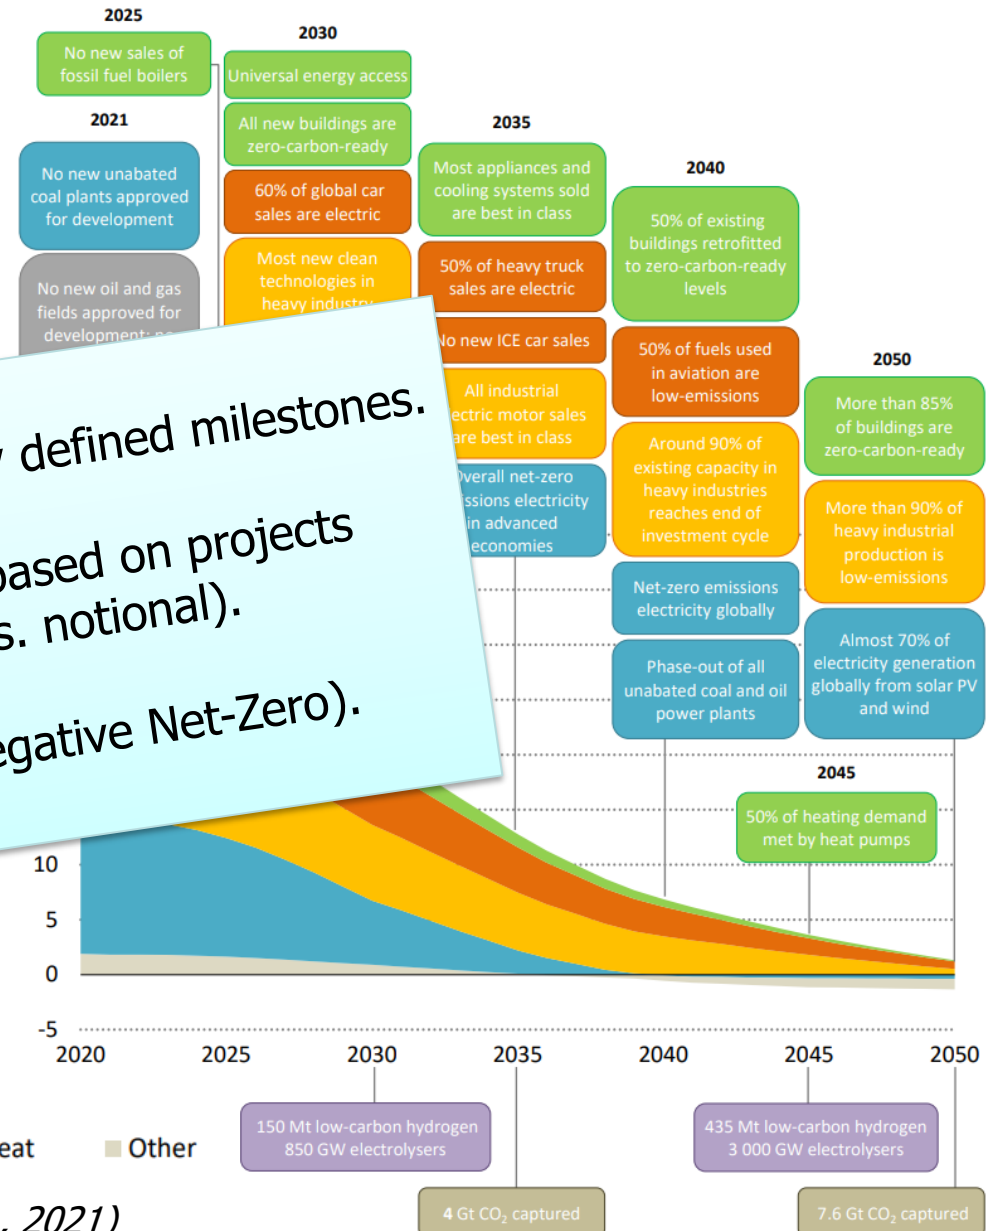 2025
No new sales of
fossil fuel boilers
2021
No new unabated
coal plants approved
for development
No new oil and gas
fields approved for
development;
2030
Universal energy access
All new buildings are
zero-carbon-ready
60% of global car
sales are electric
Most new clean
technologies in
heavy industry
2035
Most appliances and
cooling systems sold
are best in class
50% of heavy truck
sales are electric
No new ICE car sales
All industrial
electric motor sales
are best in class
Overall net-zero
emissions electricity
in advanced
economies
2040
50% of existing
buildings retrofitted
to zero-carbon-ready
levels
50% of fuels used
in aviation are
low-emissions
Around 90% of
existing capacity in
heavy industries
reaches end of
investment cycle
Net-zero emissions
electricity globally
Phase-out of all
unabated coal and oil
power plants
2050
More than 85%
of buildings are
zero-carbon-ready
More than 90% of
heavy industrial
production is
low-emissions
Almost 70% of
electricity generation
globally from solar PV
and wind
2045
50% of heating demand
met by heat pumps
defined milestones.
based on projects
notional).
Negative Net-Zero).
10
5
0
-5
2020 2025 2030 2035 2040 2045 2050
150 Mt low-carbon hydrogen
850 GW electrolysers
435 Mt low-carbon hydrogen
3 000 GW electrolysers
Other
4 Gt CO₂ captured
7.6 Gt CO₂ captured
2021)